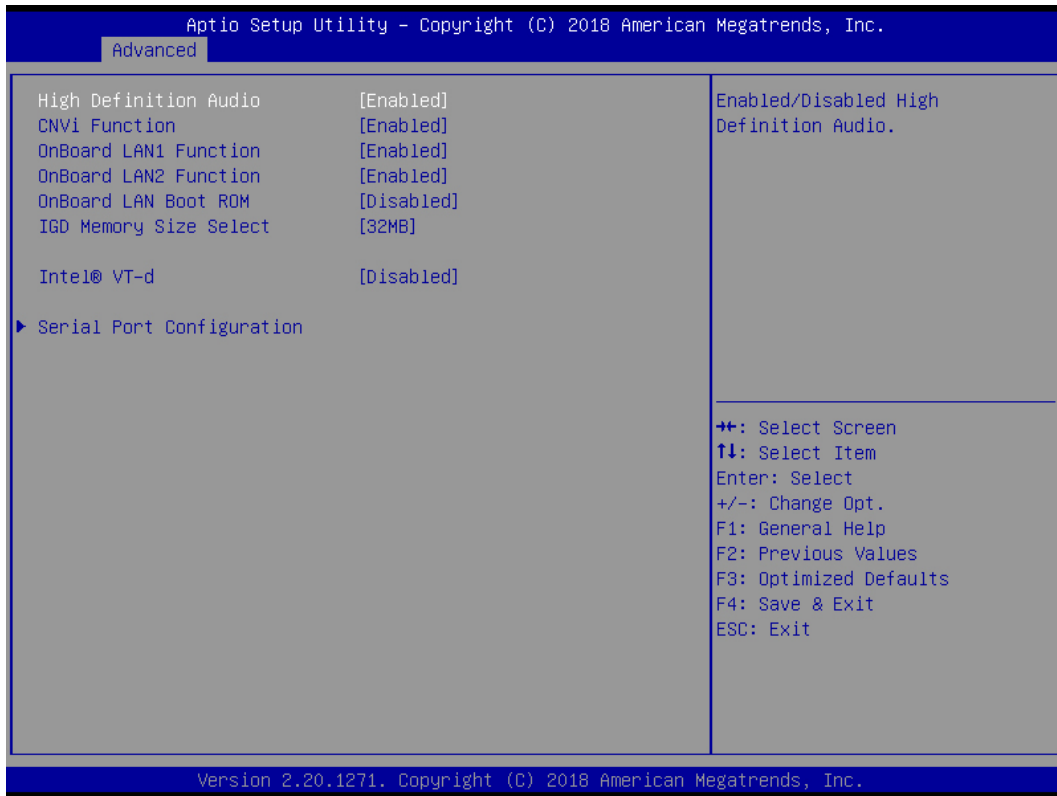 Aptio Setup Utility – Copyright (C) 2018 American Megatrends, Inc.
Advanced
High Definition Audio [Enabled]
CNVi Function [Enabled]
OnBoard LAN1 Function [Enabled]
OnBoard LAN2 Function [Enabled]
OnBoard LAN Boot ROM [Disabled]
IGD Memory Size Select [32MB]
Intel® VT-d [Disabled]
▶ Serial Port Configuration
Enabled/Disabled High
Definition Audio.
→←: Select Screen
↑↓: Select Item
Enter: Select
+/-: Change Opt.
F1: General Help
F2: Previous Values
F3: Optimized Defaults
F4: Save & Exit
ESC: Exit
Version 2.20.1271. Copyright (C) 2018 American Megatrends, Inc.